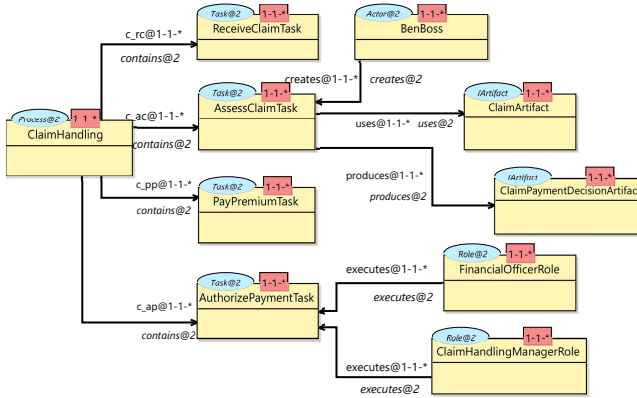 Task@2 1-1-*
ReceiveClaimTask
Actor@2 1-1-*
BenBoss
c_rc@1-1-*
contains@2
creates@1-1-*
creates@2
Task@2 1-1-*
AssessClaimTask
IArtifact 1-1-*
ClaimArtifact
Process@2 1-1-*
ClaimHandling
c_ac@1-1-*
contains@2
uses@1-1-* uses@2
produces@1-1-*
produces@2
IArtifact 1-1-*
ClaimPaymentDecisionArtifact
c_pp@1-1-*
contains@2
Task@2 1-1-*
PayPremiumTask
Role@2 1-1-*
FinancialOfficerRole
executes@1-1-*
executes@2
Task@2 1-1-*
AuthorizePaymentTask
c_ap@1-1-*
contains@2
Role@2 1-1-*
ClaimHandlingManagerRole
executes@1-1-*
executes@2